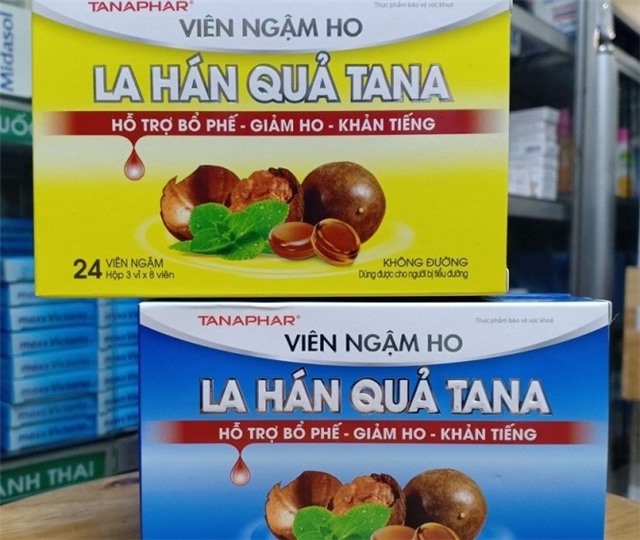 TANAPHAR®
Thực phẩm bảo vệ sức khoẻ
VIÊN NGẬM HO
LA HÁN QUẢ TANA
HỖ TRỢ BỔ PHẾ - GIẢM HO - KHẢN TIẾNG
24 VIÊN NGẬM
Hộp 3 vỉ x 8 viên
KHÔNG ĐƯỜNG
Dùng được cho người bị tiểu đường
TANAPHAR®
Thực phẩm bảo vệ sức khoẻ
VIÊN NGẬM HO
LA HÁN QUẢ TANA
HỖ TRỢ BỔ PHẾ - GIẢM HO - KHẢN TIẾNG
Midasol
ÀNH THAI